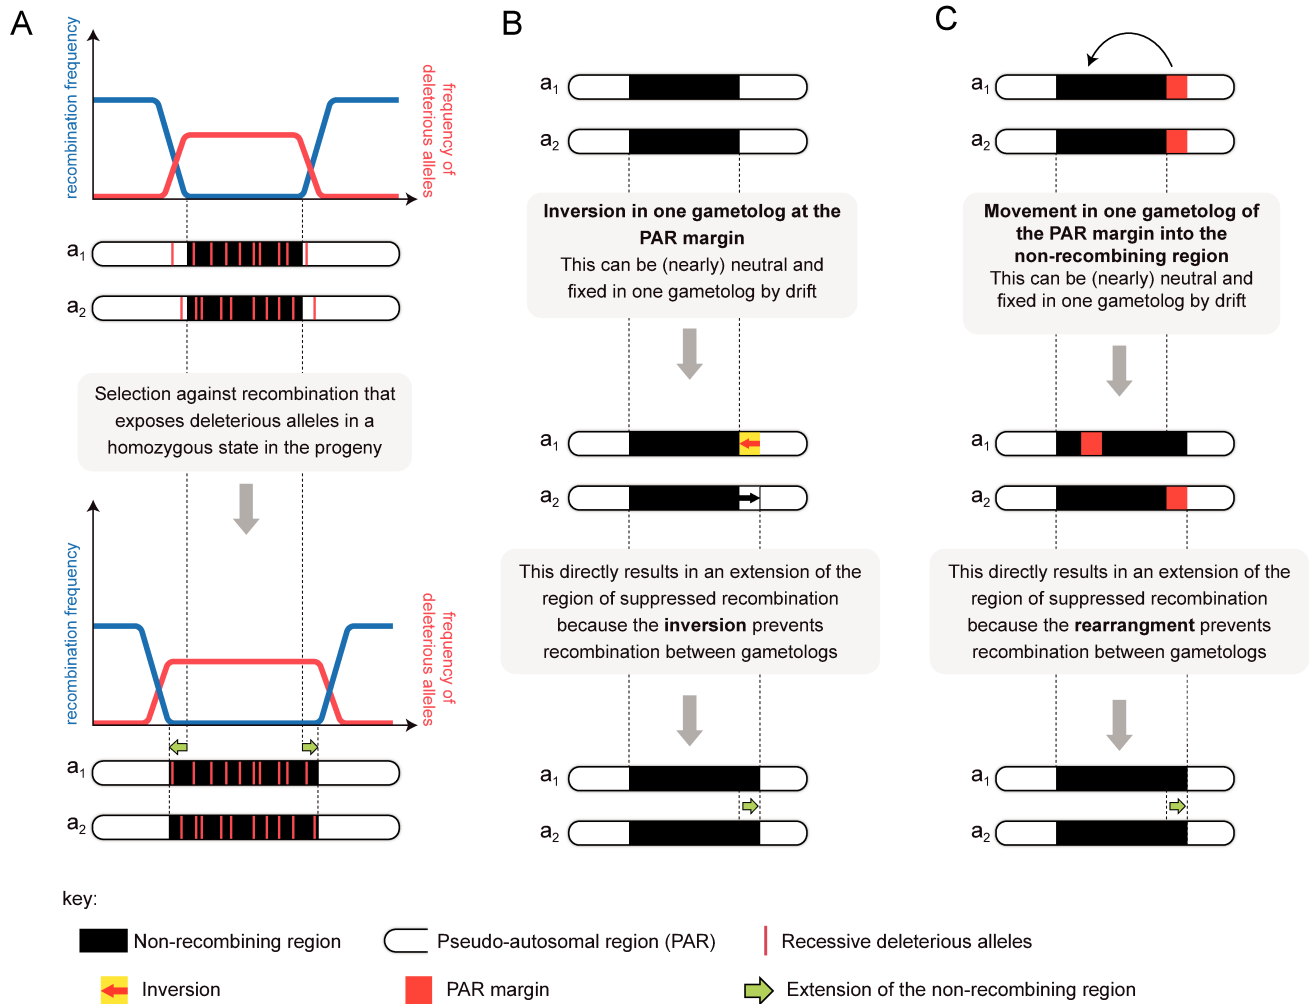 A
recombination frequency
frequency of
deleterious alleles
a1
a2
Selection against recombination that
exposes deleterious alleles in a
homozygous state in the progeny
recombination frequency
frequency of
deleterious alleles
a1
a2
B
a1
a2
Inversion in one gametolog at the
PAR margin
This can be (nearly) neutral and
fixed in one gametolog by drift
a1
a2
This directly results in an extension of the
region of suppressed recombination
because the inversion prevents
recombination between gametologs
a1
a2
C
a1
a2
Movement in one gametolog of
the PAR margin into the
non-recombining region
This can be (nearly) neutral and
fixed in one gametolog by drift
a1
a2
This directly results in an extension of the
region of suppressed recombination
because the rearrangment prevents
recombination between gametologs
a1
a2
key:
Non-recombining region
Pseudo-autosomal region (PAR)
Recessive deleterious alleles
Inversion
PAR margin
Extension of the non-recombining region